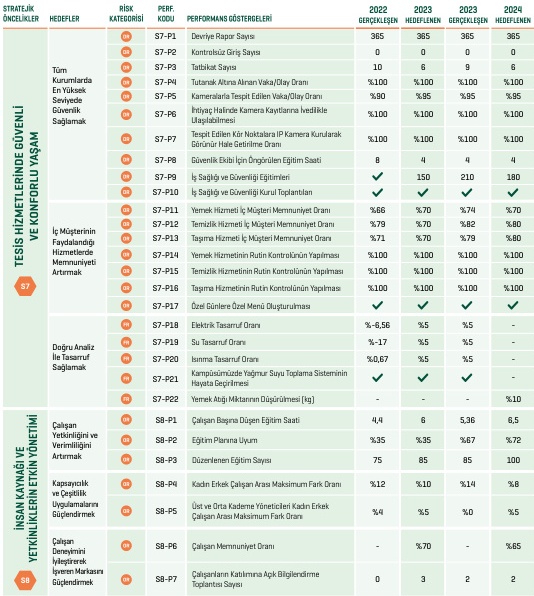 STRATEJİK ÖNCELİKLER HEDEFLER RİSK KATEGORİSİ PERF. KODU PERFORMANS GÖSTERGELERİ 2022 GERÇEKLEŞEN 2023 HEDEFLENEN 2023 GERÇEKLEŞEN 2024 HEDEFLENEN
TESİS HİZMETLERİNDE GÜVENLİ VE KONFORLU YAŞAM
S7
Tüm Kurumlarda En Yüksek Seviyede Güvenlik Sağlamak
OR S7-P1 Devriye Rapor Sayısı 365 365 365 365
OR S7-P2 Kontrolsüz Giriş Sayısı 0 0 0 0
OR S7-P3 Tatbikat Sayısı 10 6 9 6
OR S7-P4 Tutanak Altına Alınan Vaka/Olay Oranı %100 %100 %100 %100
OR S7-P5 Kameralarla Tespit Edilen Vaka/Olay Oranı %90 %95 %95 %95
OR S7-P6 İhtiyaç Halinde Kamera Kayıtlarına İvedilikle Ulaşılabilmesi %100 %100 %100 %100
OR S7-P7 Tespit Edilen Kör Noktalara IP Kamera Kurularak Görünür Hale Getirilme Oranı %100 %100 %100 %100
OR S7-P8 Güvenlik Ekibi İçin Öngörülen Eğitim Saati 8 4 4 4
OR S7-P9 İş Sağlığı ve Güvenliği Eğitimleri ✓ 150 210 180
OR S7-P10 İş Sağlığı ve Güvenliği Kurul Toplantıları ✓ ✓ ✓ ✓
İç Müşterinin Faydalandığı Hizmetlerde Memnuniyeti Artırmak
OR S7-P11 Yemek Hizmeti İç Müşteri Memnuniyet Oranı %66 %70 %74 %70
OR S7-P12 Temizlik Hizmeti İç Müşteri Memnuniyet Oranı %79 %70 %82 %80
OR S7-P13 Taşıma Hizmeti İç Müşteri Memnuniyet Oranı %71 %70 %79 %80
OR S7-P14 Yemek Hizmetinin Rutin Kontrolünün Yapılması %100 %100 %100 %100
OR S7-P15 Temizlik Hizmetinin Rutin Kontrolünün Yapılması %100 %100 %100 %100
OR S7-P16 Taşıma Hizmetinin Rutin Kontrolünün Yapılması %100 %100 %100 %100
OR S7-P17 Özel Günlere Özel Menü Oluşturulması ✓ ✓ ✓ ✓
Doğru Analiz İle Tasarruf Sağlamak
FR S7-P18 Elektrik Tasarruf Oranı %-6,56 %5 %5 -
FR S7-P19 Su Tasarruf Oranı %-17 %5 %5 -
FR S7-P20 Isınma Tasarruf Oranı %0,67 %5 %5 -
FR S7-P21 Kampüsümüzde Yağmur Suyu Toplama Sisteminin Hayata Geçirilmesi ✓ ✓ ✓ -
FR S7-P22 Yemek Atığı Miktarının Düşürülmesi (kg) - - - %10
İNSAN KAYNAĞI VE YETKİNLİKLERİN ETKİN YÖNETİMİ
S8
Çalışan Yetkinliğini ve Verimliliğini Artırmak
OR S8-P1 Çalışan Başına Düşen Eğitim Saati 4,4 6 5,36 6,5
OR S8-P2 Eğitim Planına Uyum %35 %35 %67 %72
OR S8-P3 Düzenlenen Eğitim Sayısı 75 85 85 100
Kapsayıcılık ve Çeşitlilik Uygulamalarını Güçlendirmek
OR S8-P4 Kadın Erkek Çalışan Arası Maksimum Fark Oranı %12 %10 %14 %8
OR S8-P5 Üst ve Orta Kademe Yöneticileri Kadın Erkek Çalışan Arası Maksimum Fark Oranı %4 %5 %0 %5
Çalışan Deneyimini İyileştirerek İşveren Markasını Güçlendirmek
OR S8-P6 Çalışan Memnuniyet Oranı - %70 - %65
OR S8-P7 Çalışanların Katılımına Açık Bilgilendirme Toplantısı Sayısı 0 3 2 2